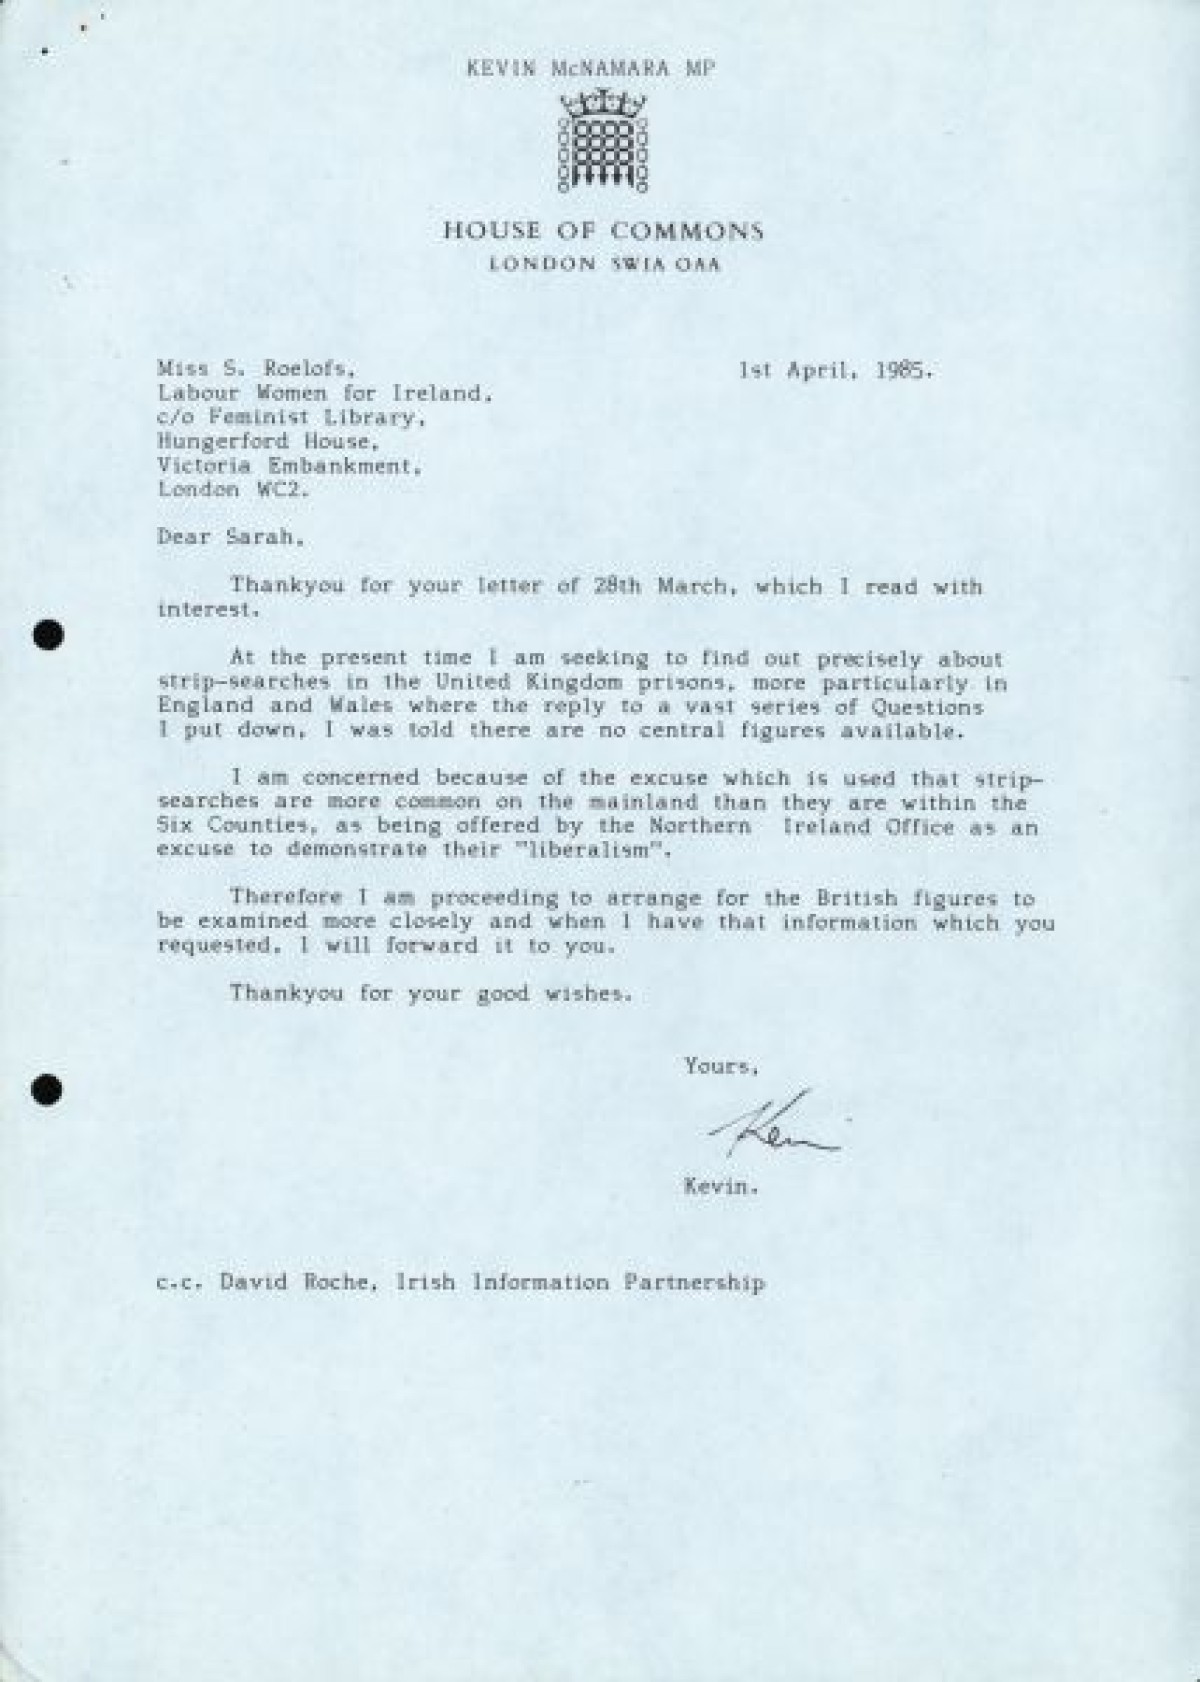 KEVIN McNAMARA MP
HOUSE OF COMMONS
LONDON SW1A OAA
Miss S. Roelofs, 1st April, 1985.
Labour Women for Ireland,
c/o Feminist Library,
Hungerford House,
Victoria Embankment,
London WC2.
Dear Sarah,
Thankyou for your letter of 28th March, which I read with
interest.
At the present time I am seeking to find out precisely about
strip-searches in the United Kingdom prisons, more particularly in
England and Wales where the reply to a vast series of Questions
I put down, I was told there are no central figures available.
I am concerned because of the excuse which is used that strip-
searches are more common on the mainland than they are within the
Six Counties, as being offered by the Northern Ireland Office as an
excuse to demonstrate their "liberalism".
Therefore I am proceeding to arrange for the British figures to
be examined more closely and when I have that information which you
requested, I will forward it to you.
Thankyou for your good wishes.
Yours,
Kevin
Kevin.
c.c. David Roche, Irish Information Partnership